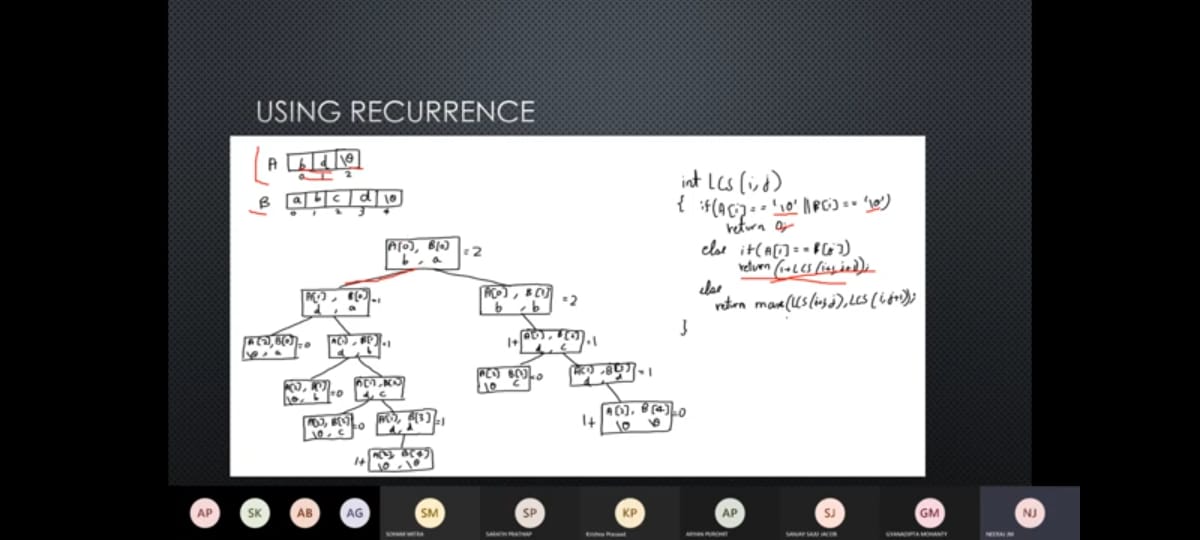 USING RECURRENCE
A b d \0
0 1 2
B a b c d \0
0 1 2 3 4
A[0], B[0] =2
b , a
A[1], B[0] =1
d , a
A[0], B[1] =2
b , b
A[2], B[0] =0
\0 , a
A[1], B[1] =1
d , b
1+ A[1], B[2] =1
d , c
A[2], B[1] =0
\0 , b
A[1], B[2]
d , c
A[2] B[2] =0
\0 c
A[1], B[3] =1
d , d
A[2], B[2] =0
\0 , c
A[1], B[3] =1
d , d
1+ A[2], B[4] =0
\0 \0
1+ A[2], B[4]
\0 , \0
int LCS(i,j)
{ if(A[i]=='\0' || B[j]=='\0')
return 0;
else if(A[i]==B[j])
return (1+LCS(i+1,j+1));
else
return max(LCS(i+1,j), LCS(i,j+1));
}
AP SK AB AG SM SP KP AP SJ GM NJ
SOHAM MITRA SARATH PRATHAP Krishna Prasad ARYAN PUROHIT SANJAY SAJU JACOB GYANADIPTA MOHANTY NEERAJ JM